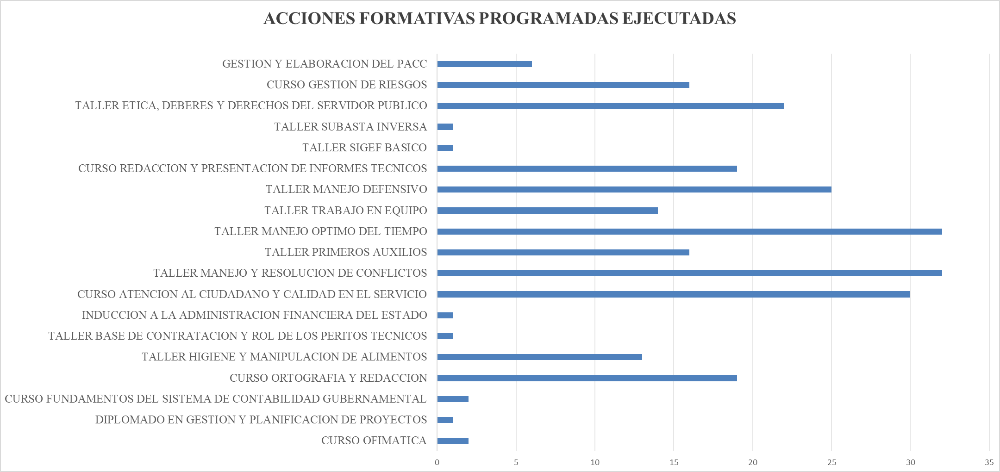 ACCIONES FORMATIVAS PROGRAMADAS EJECUTADAS
GESTION Y ELABORACION DEL PACC
CURSO GESTION DE RIESGOS
TALLER ETICA, DEBERES Y DERECHOS DEL SERVIDOR PUBLICO
TALLER SUBASTA INVERSA
TALLER SIGEF BASICO
CURSO REDACCION Y PRESENTACION DE INFORMES TECNICOS
TALLER MANEJO DEFENSIVO
TALLER TRABAJO EN EQUIPO
TALLER MANEJO OPTIMO DEL TIEMPO
TALLER PRIMEROS AUXILIOS
TALLER MANEJO Y RESOLUCION DE CONFLICTOS
CURSO ATENCION AL CIUDADANO Y CALIDAD EN EL SERVICIO
INDUCCION A LA ADMINISTRACION FINANCIERA DEL ESTADO
TALLER BASE DE CONTRATACION Y ROL DE LOS PERITOS TECNICOS
TALLER HIGIENE Y MANIPULACION DE ALIMENTOS
CURSO ORTOGRAFIA Y REDACCION
CURSO FUNDAMENTOS DEL SISTEMA DE CONTABILIDAD GUBERNAMENTAL
DIPLOMADO EN GESTION Y PLANIFICACION DE PROYECTOS
CURSO OFIMATICA
0 5 10 15 20 25 30 35